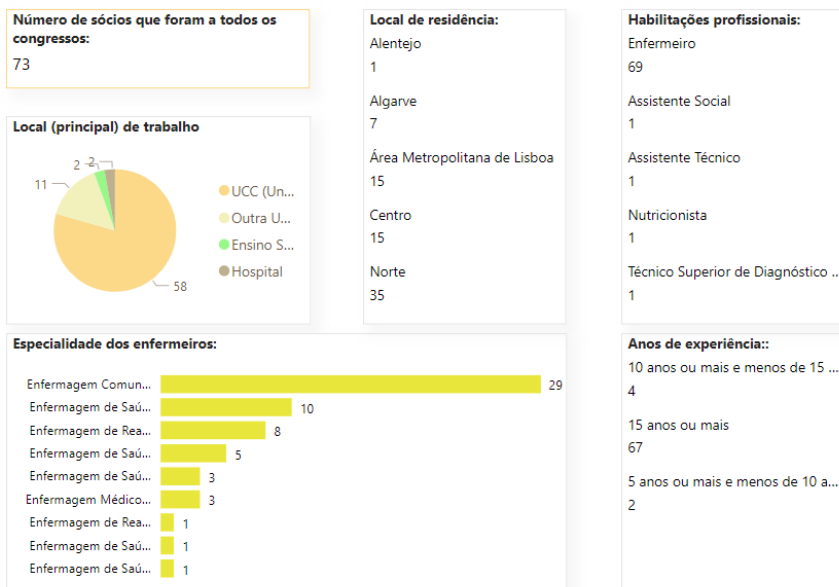 Número de sócios que foram a todos os
congressos:
73
Local (principal) de trabalho
2
2
11
58
UCC (Un...
Outra U...
Ensino S...
Hospital
Local de residência:
Alentejo
1
Algarve
7
Área Metropolitana de Lisboa
15
Centro
15
Norte
35
Habilitações profissionais:
Enfermeiro
69
Assistente Social
1
Assistente Técnico
1
Nutricionista
1
Técnico Superior de Diagnóstico ...
1
Especialidade dos enfermeiros:
Enfermagem Comun... 29
Enfermagem de Saú... 10
Enfermagem de Rea... 8
Enfermagem de Saú... 5
Enfermagem de Saú... 3
Enfermagem Médico... 3
Enfermagem de Rea... 1
Enfermagem de Saú... 1
Enfermagem de Saú... 1
Anos de experiência::
10 anos ou mais e menos de 15 ...
4
15 anos ou mais
67
5 anos ou mais e menos de 10 a...
2